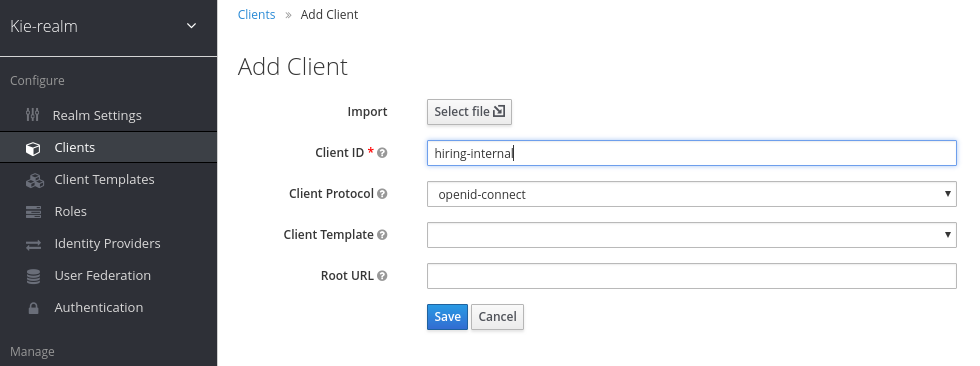 Kie-realm
Configure
Realm Settings
Clients
Client Templates
Roles
Identity Providers
User Federation
Authentication
Manage
Clients » Add Client
Add Client
Import Select file
Client ID * hiring-internal
Client Protocol openid-connect
Client Template
Root URL
Save Cancel